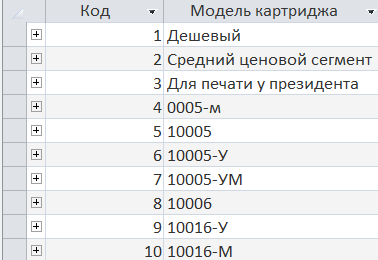 Код Модель картриджа
1 Дешевый
2 Средний ценовой сегмент
3 Для печати у президента
4 0005-м
5 10005
6 10005-У
7 10005-УМ
8 10006
9 10016-У
10 10016-М